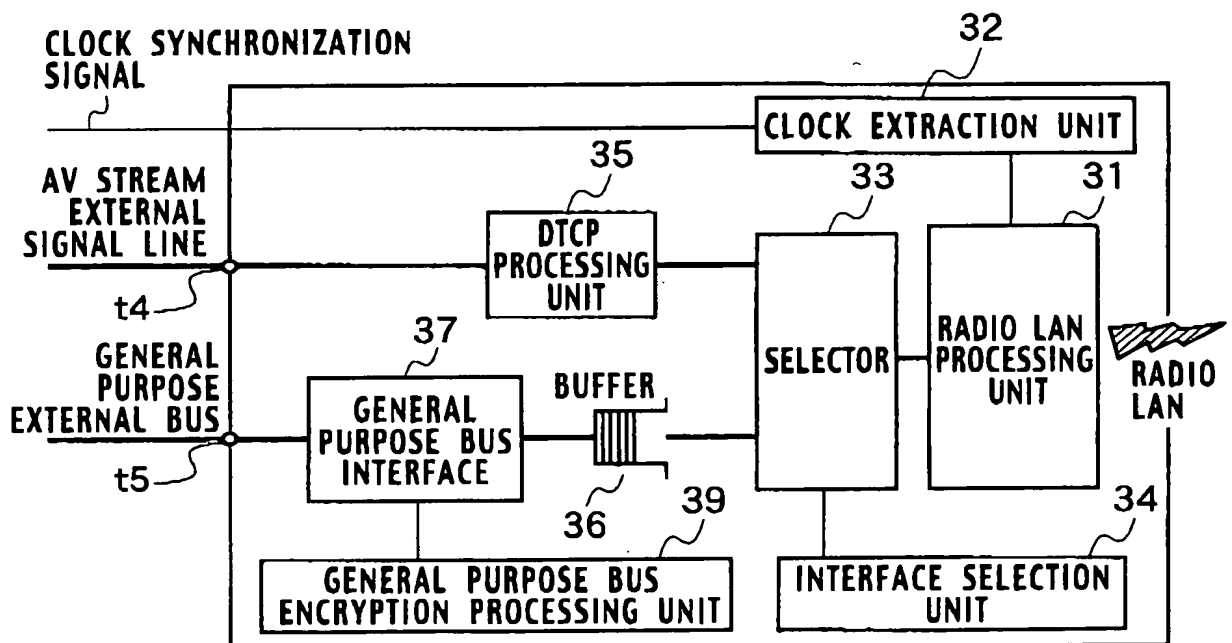 CLOCK SYNCHRONIZATION
SIGNAL
32
CLOCK EXTRACTION UNIT
AV STREAM
EXTERNAL
SIGNAL LINE
t4
35
DTCP
PROCESSING
UNIT
33
SELECTOR
31
RADIO LAN
PROCESSING
UNIT
RADIO
LAN
GENERAL
PURPOSE
EXTERNAL BUS
t5
37
GENERAL
PURPOSE BUS
INTERFACE
BUFFER
36
39
GENERAL PURPOSE BUS
ENCRYPTION PROCESSING UNIT
34
INTERFACE SELECTION
UNIT